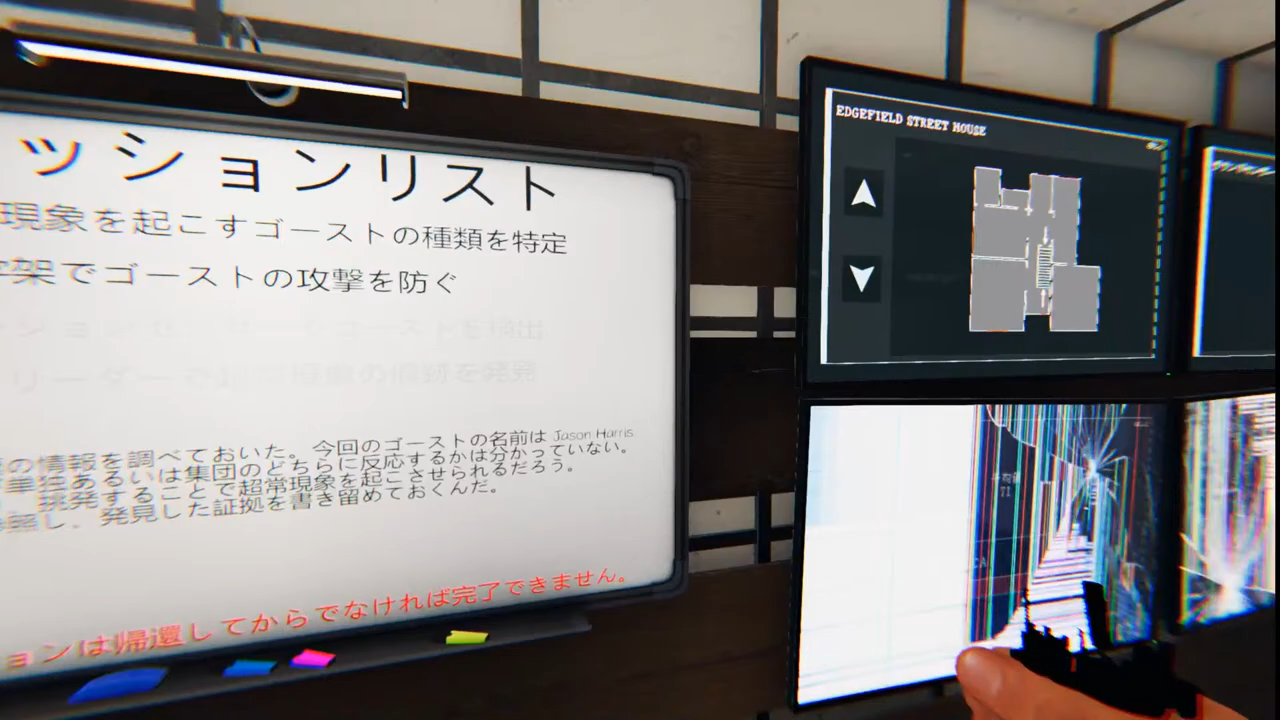 ッションリスト
現象を起こすゴーストの種類を特定
字架でゴーストの攻撃を防ぐ
の情報を調べておいた。今回のゴーストの名前は Jason Harris
単独あるいは集団のどちらに反応するかは分かっていない。
挑発することで超常現象を起こさせられるだろう。
し、発見した証拠を書き留めておくんだ。
ョンは帰還してからでなければ完了できません。
EDGEFIELD STREET HOUSE